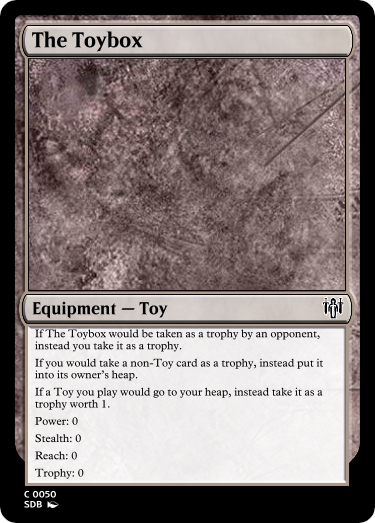 The Toybox
Equipment — Toy
If The Toybox would be taken as a trophy by an opponent,
instead you take it as a trophy.
If you would take a non-Toy card as a trophy, instead put it
into its owner's heap.
If a Toy you play would go to your heap, instead take it as a
trophy worth 1.
Power: 0
Stealth: 0
Reach: 0
Trophy: 0
C 0050
SDB